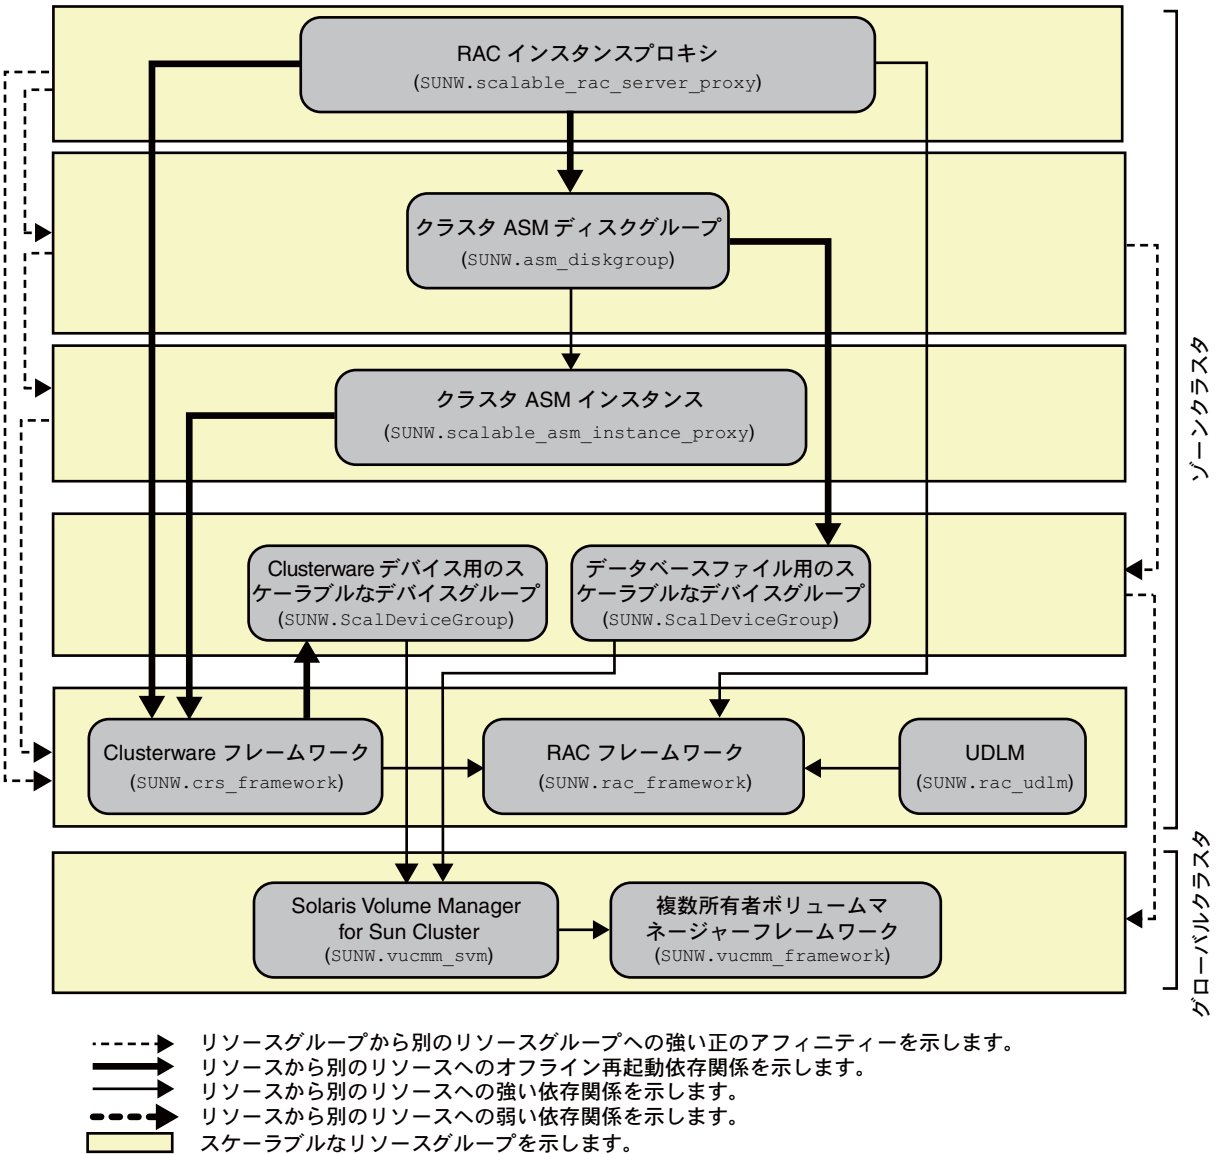 RAC インスタンスプロキシ
(SUNW.scalable_rac_server_proxy)
クラスタ ASM ディスクグループ
(SUNW.asm_diskgroup)
クラスタ ASM インスタンス
(SUNW.scalable_asm_instance_proxy)
Clusterware デバイス用のス
ケーラブルなデバイスグループ
(SUNW.ScalDeviceGroup)
データベースファイル用のス
ケーラブルなデバイスグループ
(SUNW.ScalDeviceGroup)
Clusterware フレームワーク
(SUNW.crs_framework)
RAC フレームワーク
(SUNW.rac_framework)
UDLM
(SUNW.rac_udlm)
Solaris Volume Manager
for Sun Cluster
(SUNW.vucmm_svm)
複数所有者ボリュームマ
ネージャーフレームワーク
(SUNW.vucmm_framework)
ゾーンクラスタ
グローバルクラスタ
リソースグループから別のリソースグループへの強い正のアフィニティーを示します。
リソースから別のリソースへのオフライン再起動依存関係を示します。
リソースから別のリソースへの強い依存関係を示します。
リソースから別のリソースへの弱い依存関係を示します。
スケーラブルなリソースグループを示します。